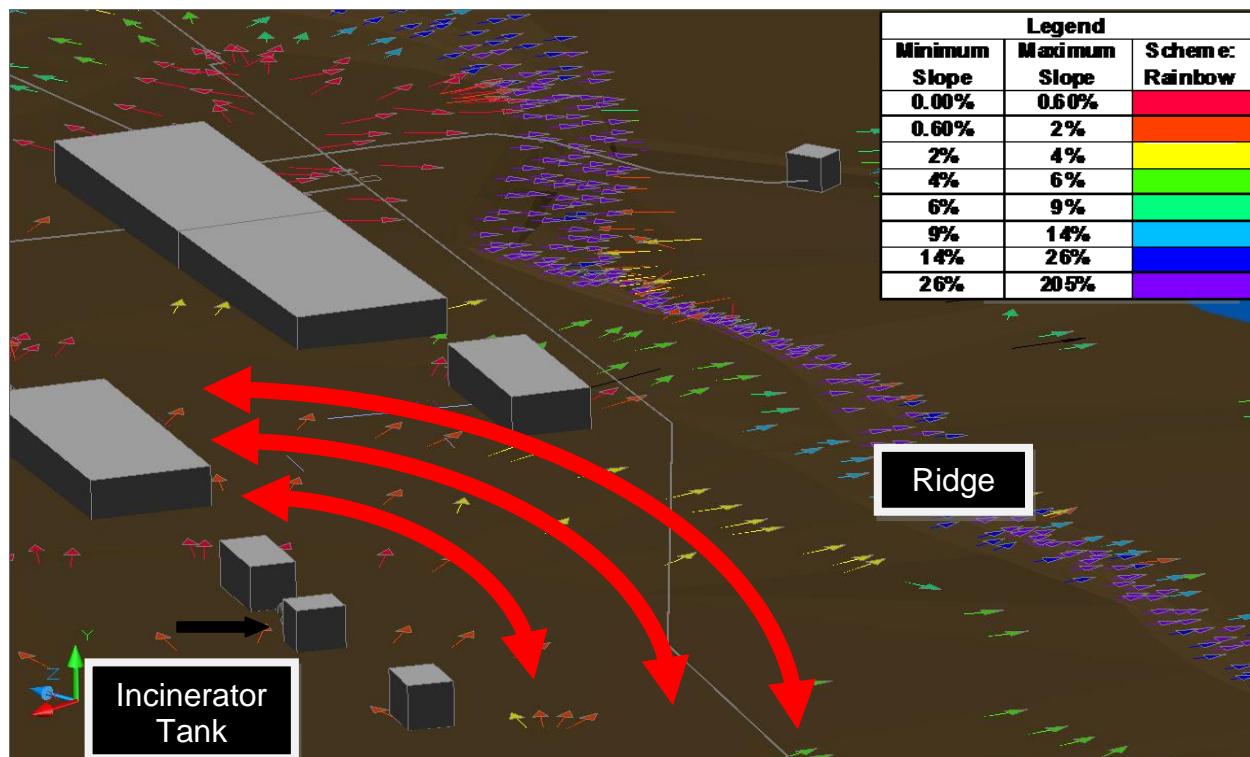 Legend
Minimum Slope Maximum Slope Scheme: Rainbow
0.00% 0.60%
0.60% 2%
2% 4%
4% 6%
6% 9%
9% 14%
14% 26%
26% 205%
Ridge
Y
Z
Incinerator
Tank